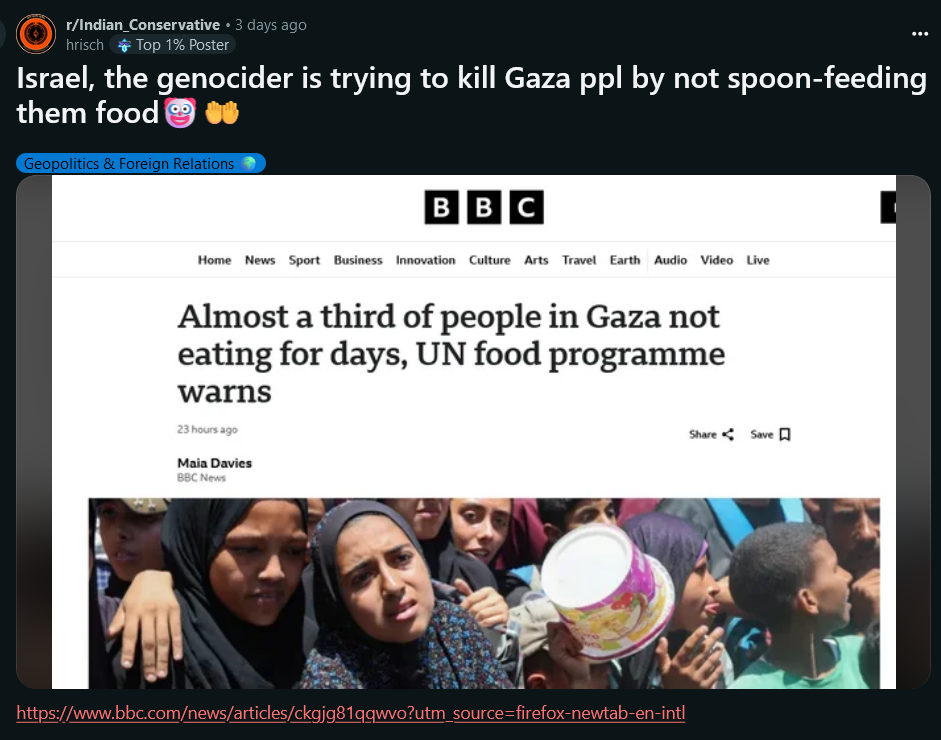 r/Indian_Conservative • 3 days ago
hrisch Top 1% Poster
Israel, the genocider is trying to kill Gaza ppl by not spoon-feeding
them food🤡 🤲
Geopolitics & Foreign Relations 🌍
BBC
Home News Sport Business Innovation Culture Arts Travel Earth Audio Video Live
Almost a third of people in Gaza not
eating for days, UN food programme
warns
23 hours ago
Share Save
Maia Davies
BBC News
https://www.bbc.com/news/articles/ckgjg81qqwvo?utm_source=firefox-newtab-en-intl